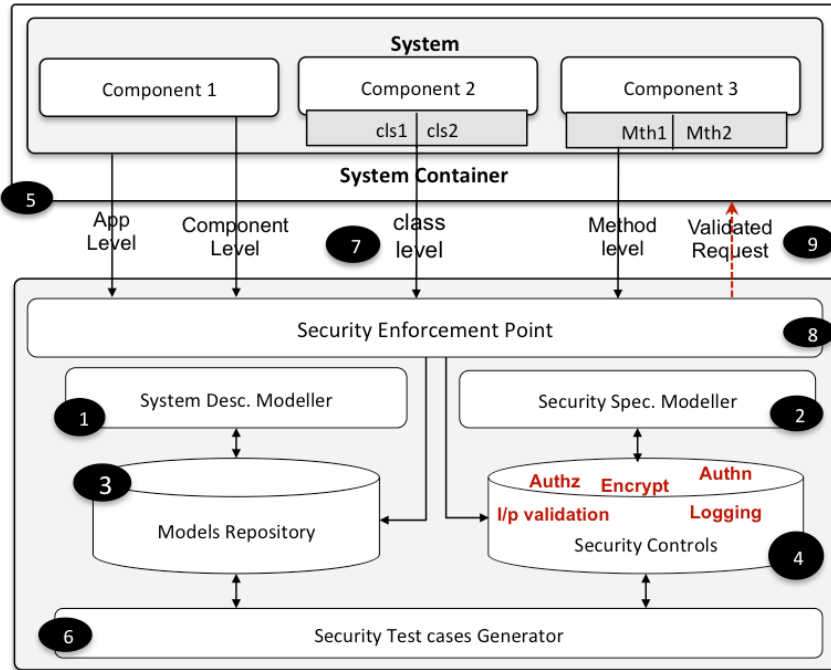 System
Component 1
Component 2
Component 3
cls1 cls2
Mth1 Mth2
System Container
5
App
Level
Component
Level
7
class
level
Method
level
Validated
Request
9
Security Enforcement Point
8
System Desc. Modeller
1
Security Spec. Modeller
2
3
Models Repository
Authz
Encrypt
Authn
I/p validation
Logging
Security Controls
4
6
Security Test cases Generator